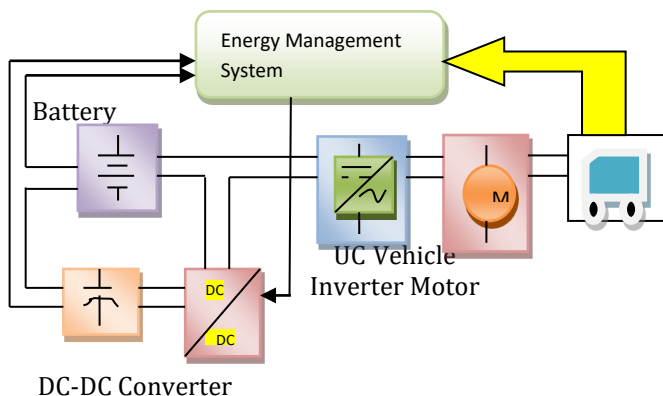 Energy Management
System
Battery
M
UC Vehicle
Inverter Motor
DC
DC
DC-DC Converter